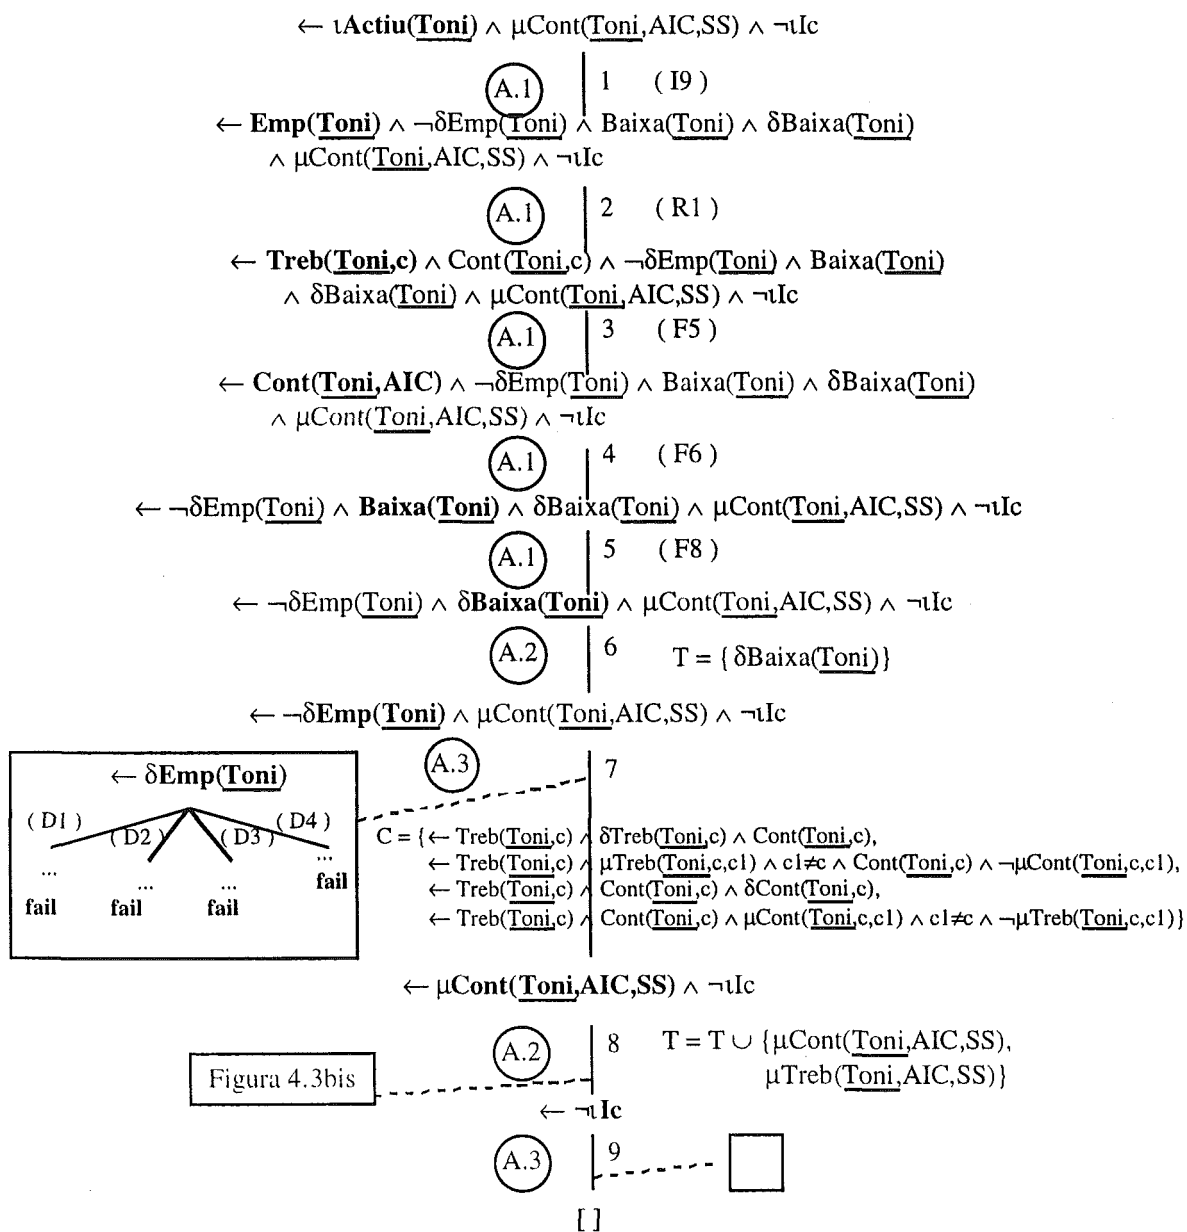 ← ιActiu(Toni) ∧ μCont(Toni,AIC,SS) ∧ ¬ιIc
A.1 1 ( I9 )
← Emp(Toni) ∧ ¬δEmp(Toni) ∧ Baixa(Toni) ∧ δBaixa(Toni)
∧ μCont(Toni,AIC,SS) ∧ ¬ιIc
A.1 2 ( R1 )
← Treb(Toni,c) ∧ Cont(Toni,c) ∧ ¬δEmp(Toni) ∧ Baixa(Toni)
∧ δBaixa(Toni) ∧ μCont(Toni,AIC,SS) ∧ ¬ιIc
A.1 3 ( F5 )
← Cont(Toni,AIC) ∧ ¬δEmp(Toni) ∧ Baixa(Toni) ∧ δBaixa(Toni)
∧ μCont(Toni,AIC,SS) ∧ ¬ιIc
A.1 4 ( F6 )
← ¬δEmp(Toni) ∧ Baixa(Toni) ∧ δBaixa(Toni) ∧ μCont(Toni,AIC,SS) ∧ ¬ιIc
A.1 5 ( F8 )
← ¬δEmp(Toni) ∧ δBaixa(Toni) ∧ μCont(Toni,AIC,SS) ∧ ¬ιIc
A.2 6 T = {δBaixa(Toni)}
← ¬δEmp(Toni) ∧ μCont(Toni,AIC,SS) ∧ ¬ιIc
A.3 7
← δEmp(Toni)
( D1 ) ( D2 ) ( D3 ) ( D4 )
... ... ... ...
fail fail fail fail
C = {← Treb(Toni,c) ∧ δTreb(Toni,c) ∧ Cont(Toni,c),
← Treb(Toni,c) ∧ μTreb(Toni,c,c1) ∧ c1≠c ∧ Cont(Toni,c) ∧ ¬μCont(Toni,c,c1),
← Treb(Toni,c) ∧ Cont(Toni,c) ∧ δCont(Toni,c),
← Treb(Toni,c) ∧ Cont(Toni,c) ∧ μCont(Toni,c,c1) ∧ c1≠c ∧ ¬μTreb(Toni,c,c1)}
← μCont(Toni,AIC,SS) ∧ ¬ιIc
A.2 8 T = T ∪ {μCont(Toni,AIC,SS),
μTreb(Toni,AIC,SS)}
Figura 4.3bis
← ¬ιIc
A.3 9
[ ]